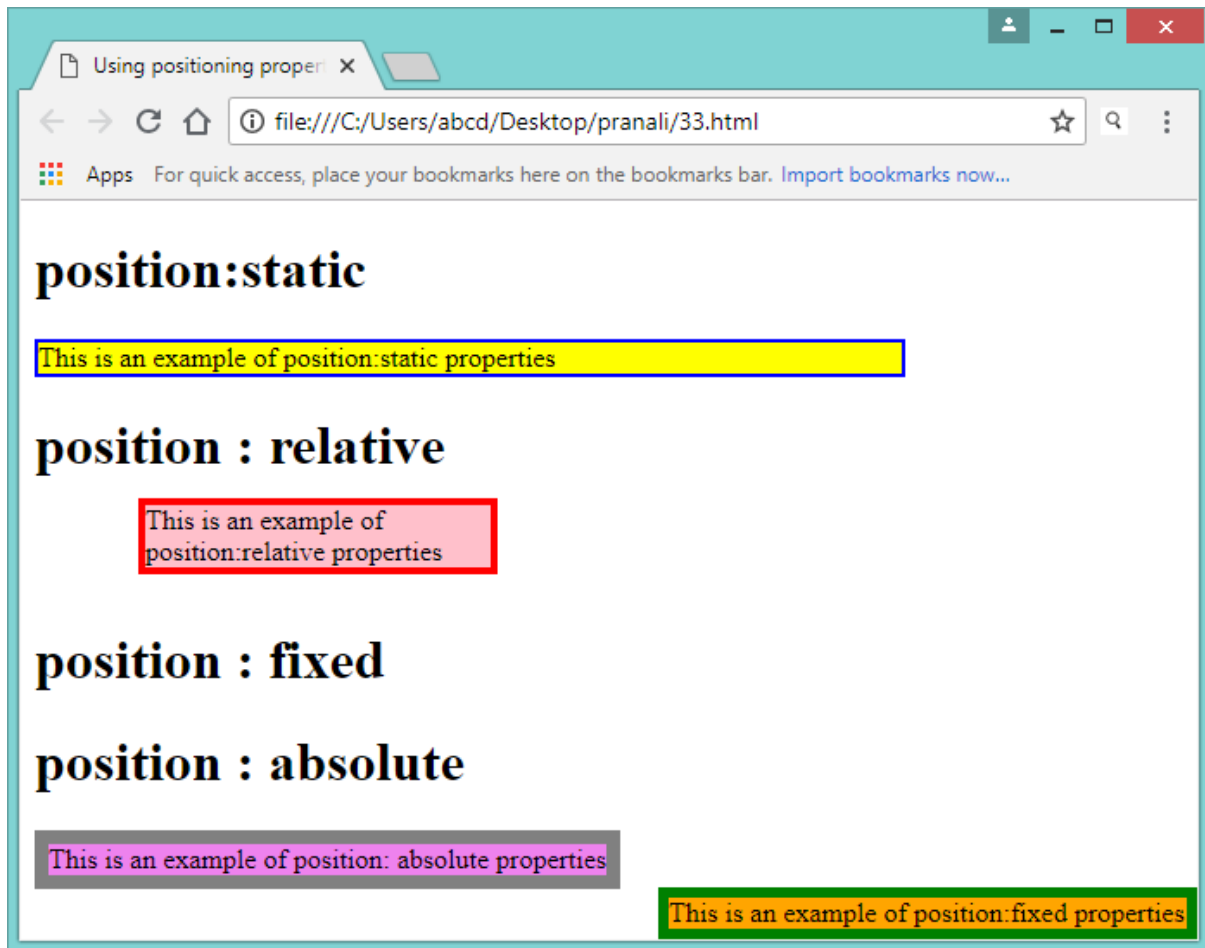 Using positioning proper
file:///C:/Users/abcd/Desktop/pranali/33.html
Apps For quick access, place your bookmarks here on the bookmarks bar. Import bookmarks now...
position:static
This is an example of position:static properties
position : relative
This is an example of
position:relative properties
position : fixed
position : absolute
This is an example of position: absolute properties
This is an example of position:fixed properties